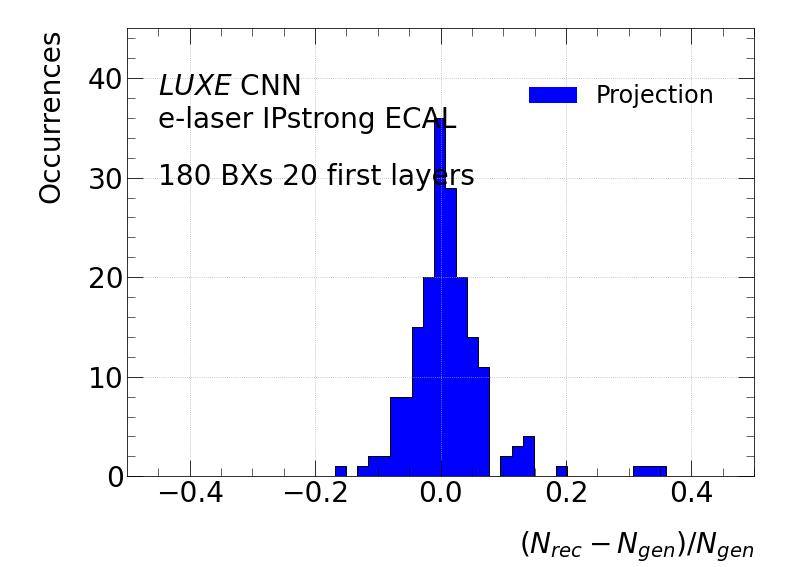 Occurrences
40
30
20
10
0
LUXE CNN
e-laser IPstrong ECAL
180 BXs 20 first layers
Projection
−0.4 −0.2 0.0 0.2 0.4
(N_rec − N_gen)/N_gen